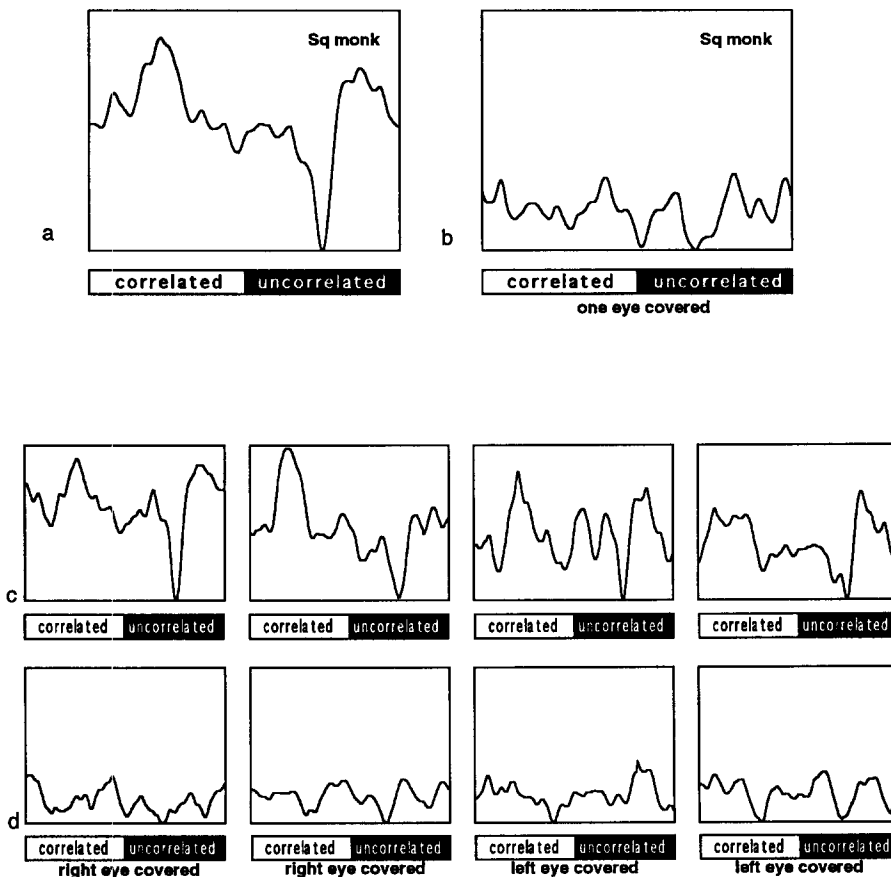 Sq monk
Sq monk
a
b
correlated uncorrelated
correlated uncorrelated
one eye covered
c
correlated uncorrelated
correlated uncorrelated
correlated uncorrelated
correlated uncorrelated
d
correlated uncorrelated
correlated uncorrelated
correlated uncorrelated
correlated uncorrelated
right eye covered
right eye covered
left eye covered
left eye covered